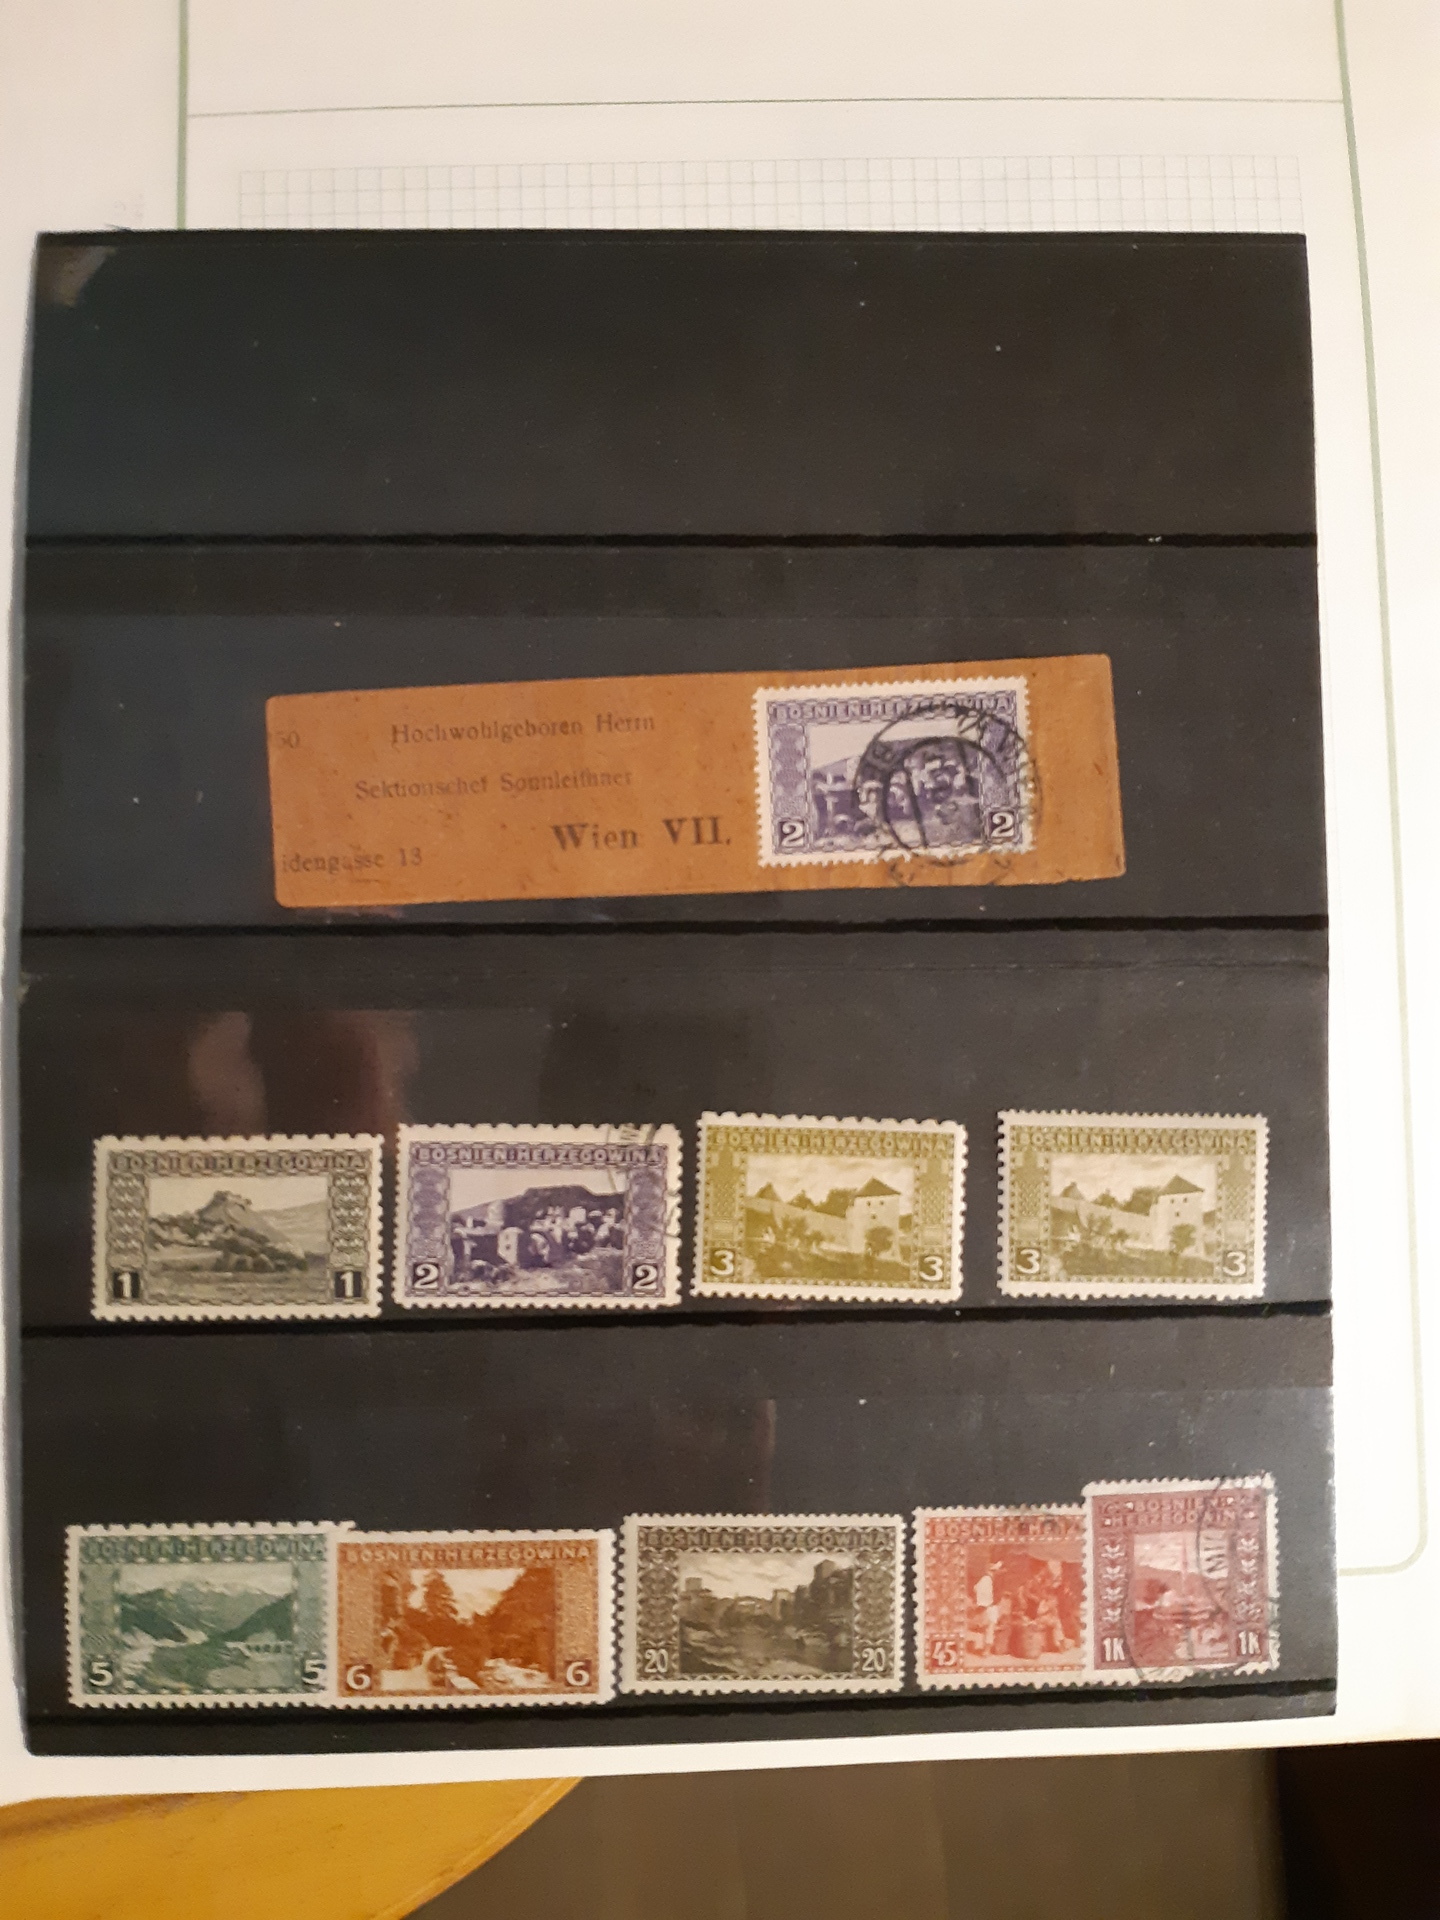 50 Hochwohlgeboren Herrn
Sektionschef Sonnleithner
Wien VII.
idengasse 13
BOSNIEN:HERZEGOWINA
2 2
BOSNIEN:HERZEGOWINA
1 1
BOSNIEN:HERZEGOWINA
2 2
BOSNIEN:HERZEGOWINA
3 3
BOSNIEN:HERZEGOWINA
3 3
BOSNIEN:HERZEGOWINA
5 5
BOSNIEN:HERZEGOWINA
6 6
BOSNIEN:HERZEGOWINA
20 20
45
BOSNIEN:
HERZEGOWINA
1K 1K